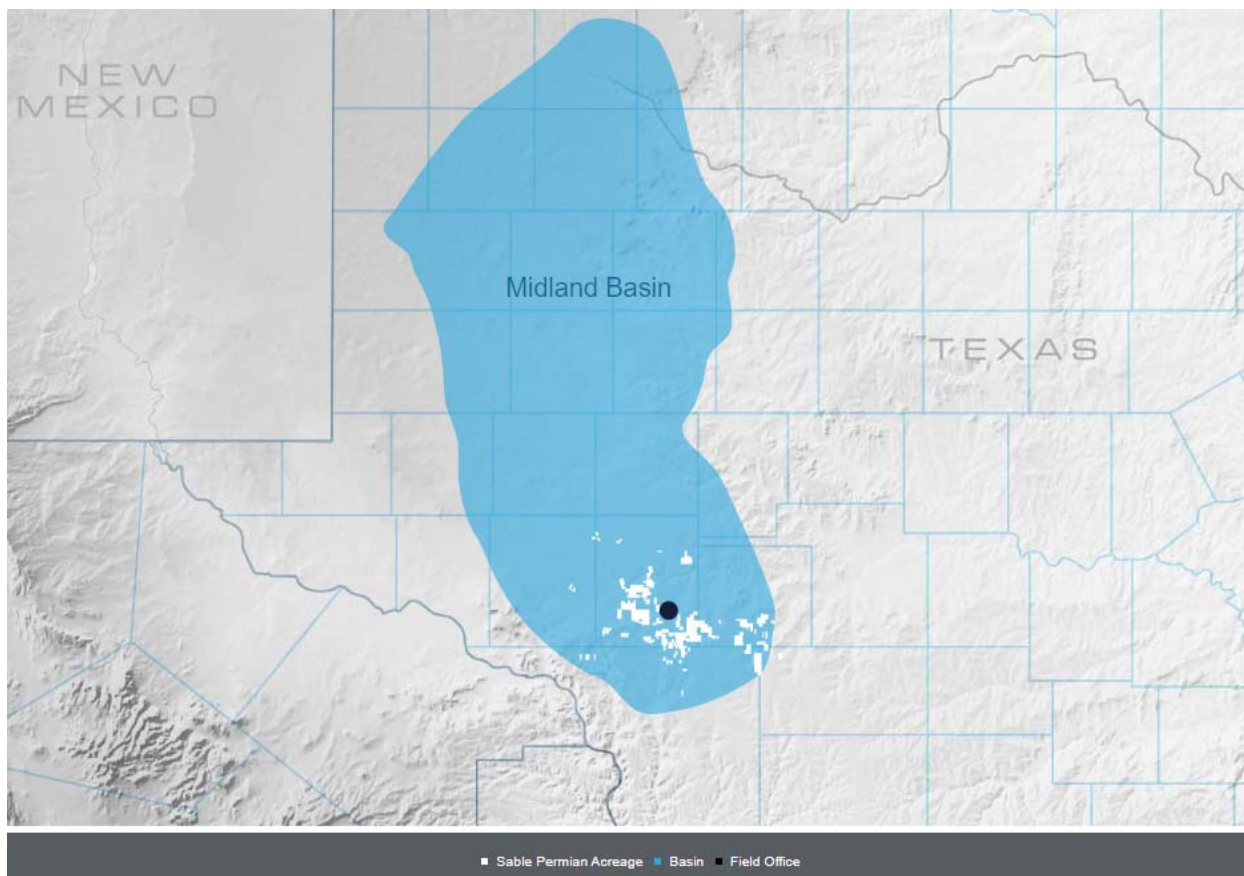 NEW
MEXICO
Midland Basin
TEXAS
Sable Permian Acreage Basin Field Office